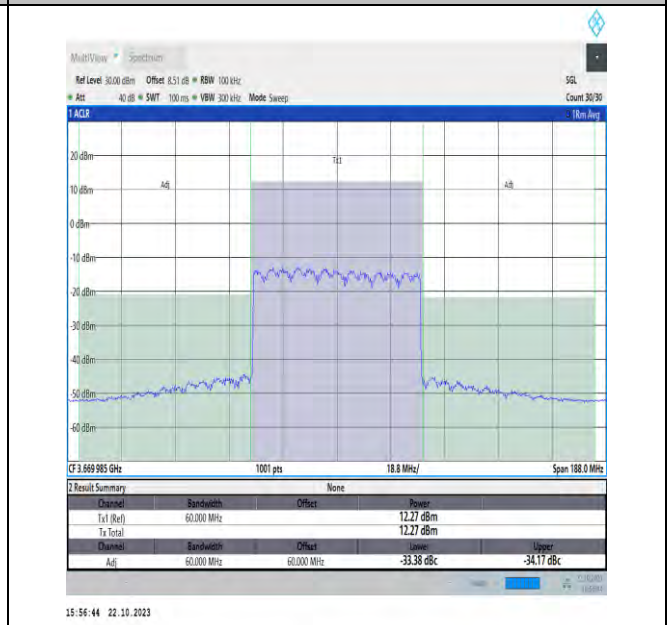 MultiView Spectrum
Ref Level 30.00 dBm Offset 8.51 dB RBW 100 kHz SGL
Att 40 dB SWT 100 ms VBW 300 kHz Mode Sweep Count 30/30
1 ACLR 1Rm Avg
20 dBm
Tx1
Adj Adj
10 dBm
0 dBm
-10 dBm
-20 dBm
-30 dBm
-40 dBm
-50 dBm
-60 dBm
CF 3.669 985 GHz 1001 pts 18.8 MHz/ Span 188.0 MHz
2 Result Summary None
Channel Bandwidth Offset Power
Tx1 (Ref) 60.000 MHz 12.27 dBm
Tx Total 12.27 dBm
Channel Bandwidth Offset Lower Upper
Adj 60.000 MHz 60.000 MHz -33.38 dBc -34.17 dBc
15:56:44 22.10.2023